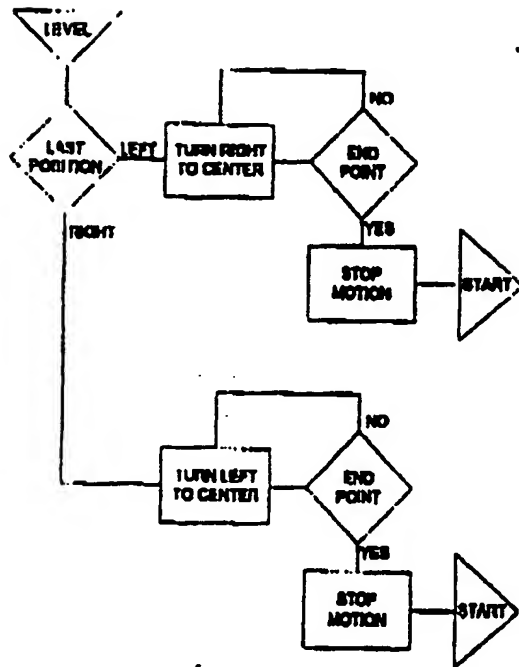 LEVEL
LAST
POSITION
LEFT
TURN RIGHT
TO CENTER
NO
END
POINT
YES
STOP
MOTION
START
RIGHT
NO
TURN LEFT
TO CENTER
END
POINT
YES
STOP
MOTION
START